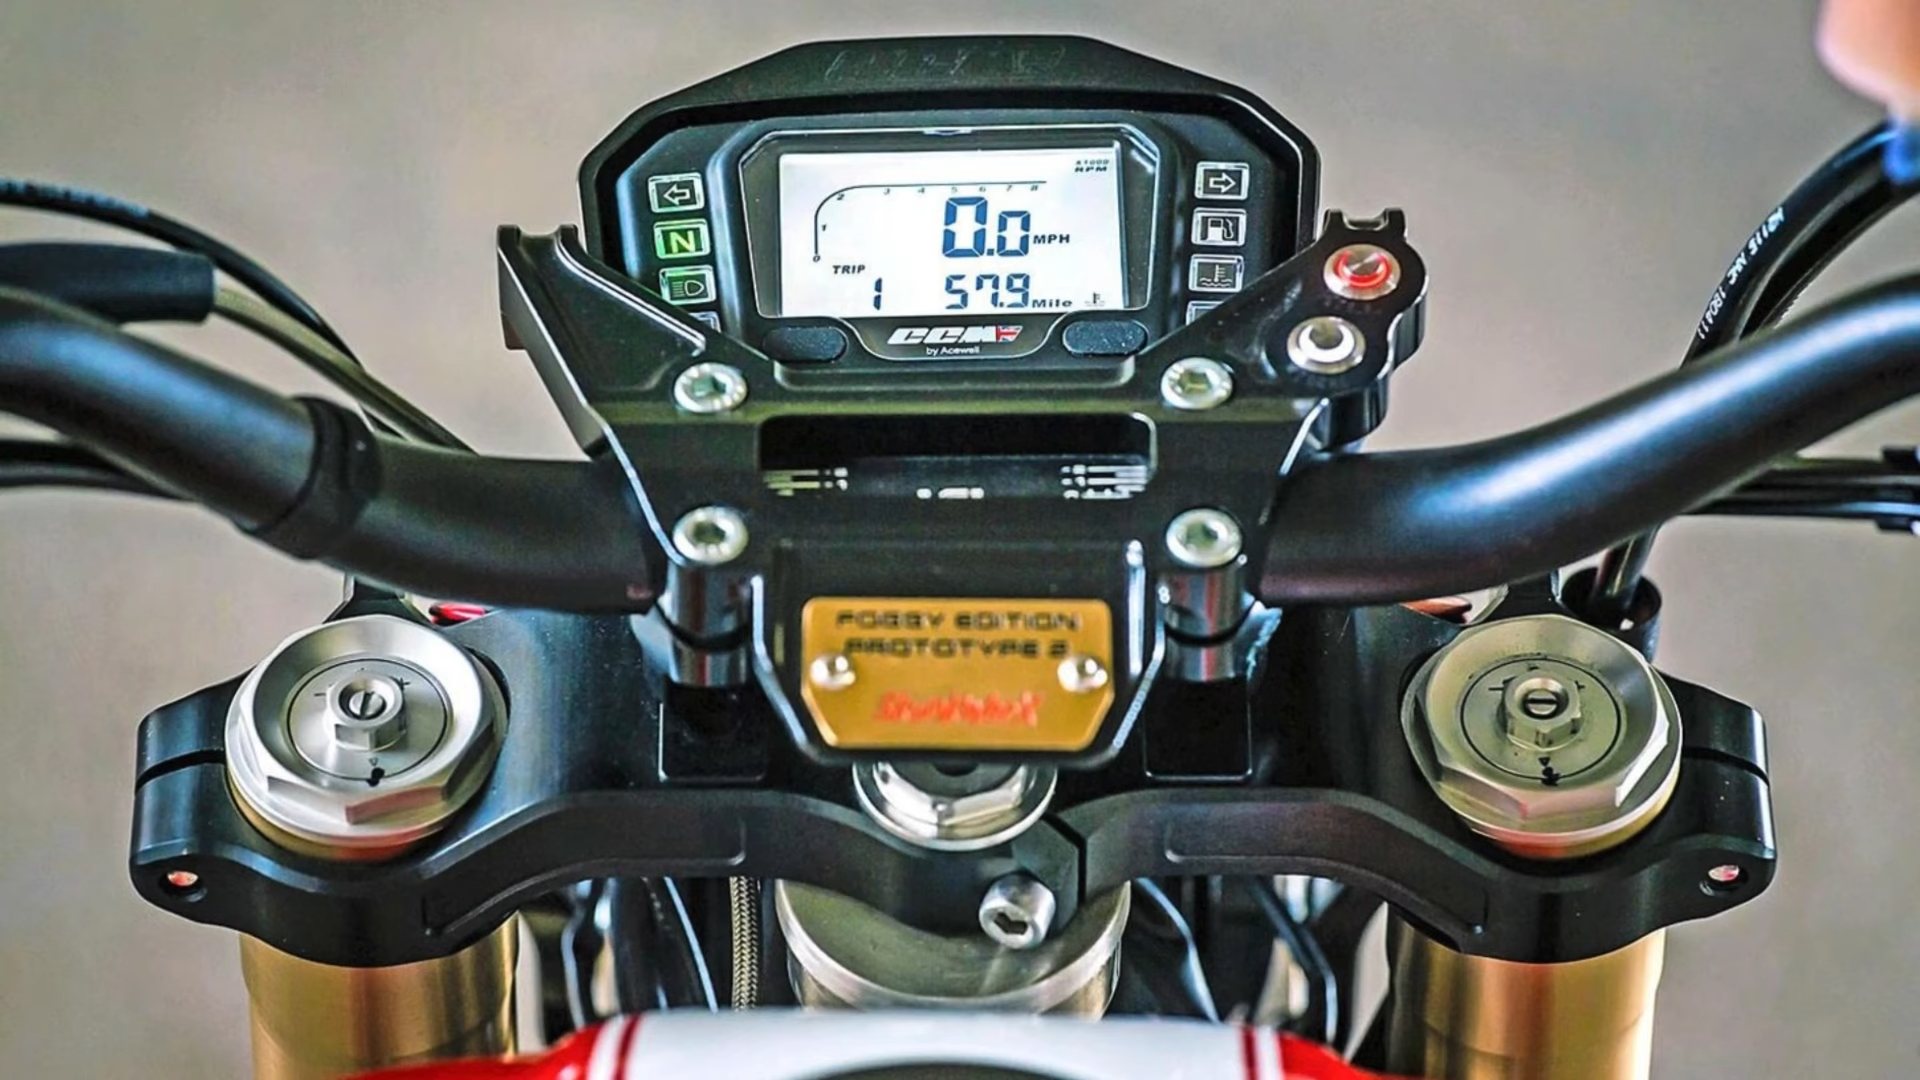 X1000
RPM
0 1 2 3 4 5 6 7 8
0.0 MPH
TRIP
1 57.9 Mile
N
CCM
by Acewell
FOGGY EDITION
PROTOTYPE 2